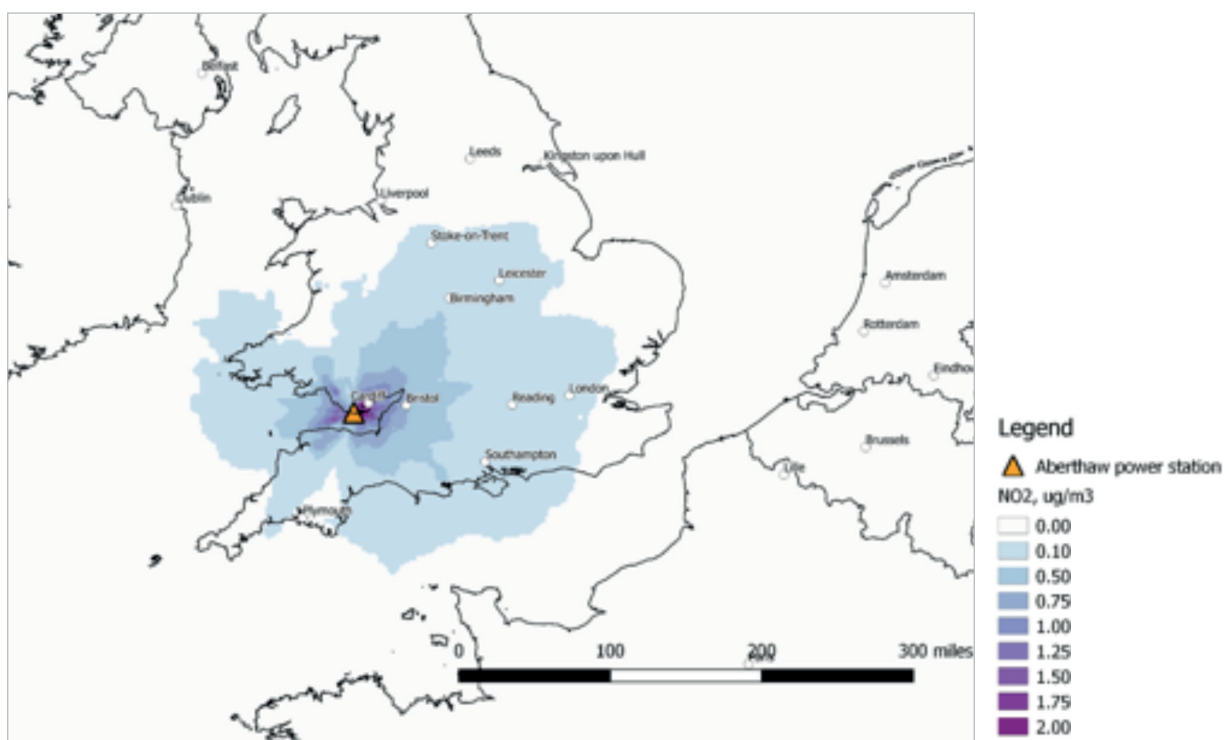 Belfast
Leeds
Kingston upon Hull
Dublin
Liverpool
Stoke-on-Trent
Leicester
Birmingham
Amsterdam
Rotterdam
Eindhov
Cardiff
Bristol
Reading
London
Southampton
Brussels
Lille
Plymouth
Paris
0 100 200 300 miles
Legend
Aberthaw power station
NO2, ug/m3
0.00
0.10
0.50
0.75
1.00
1.25
1.50
1.75
2.00